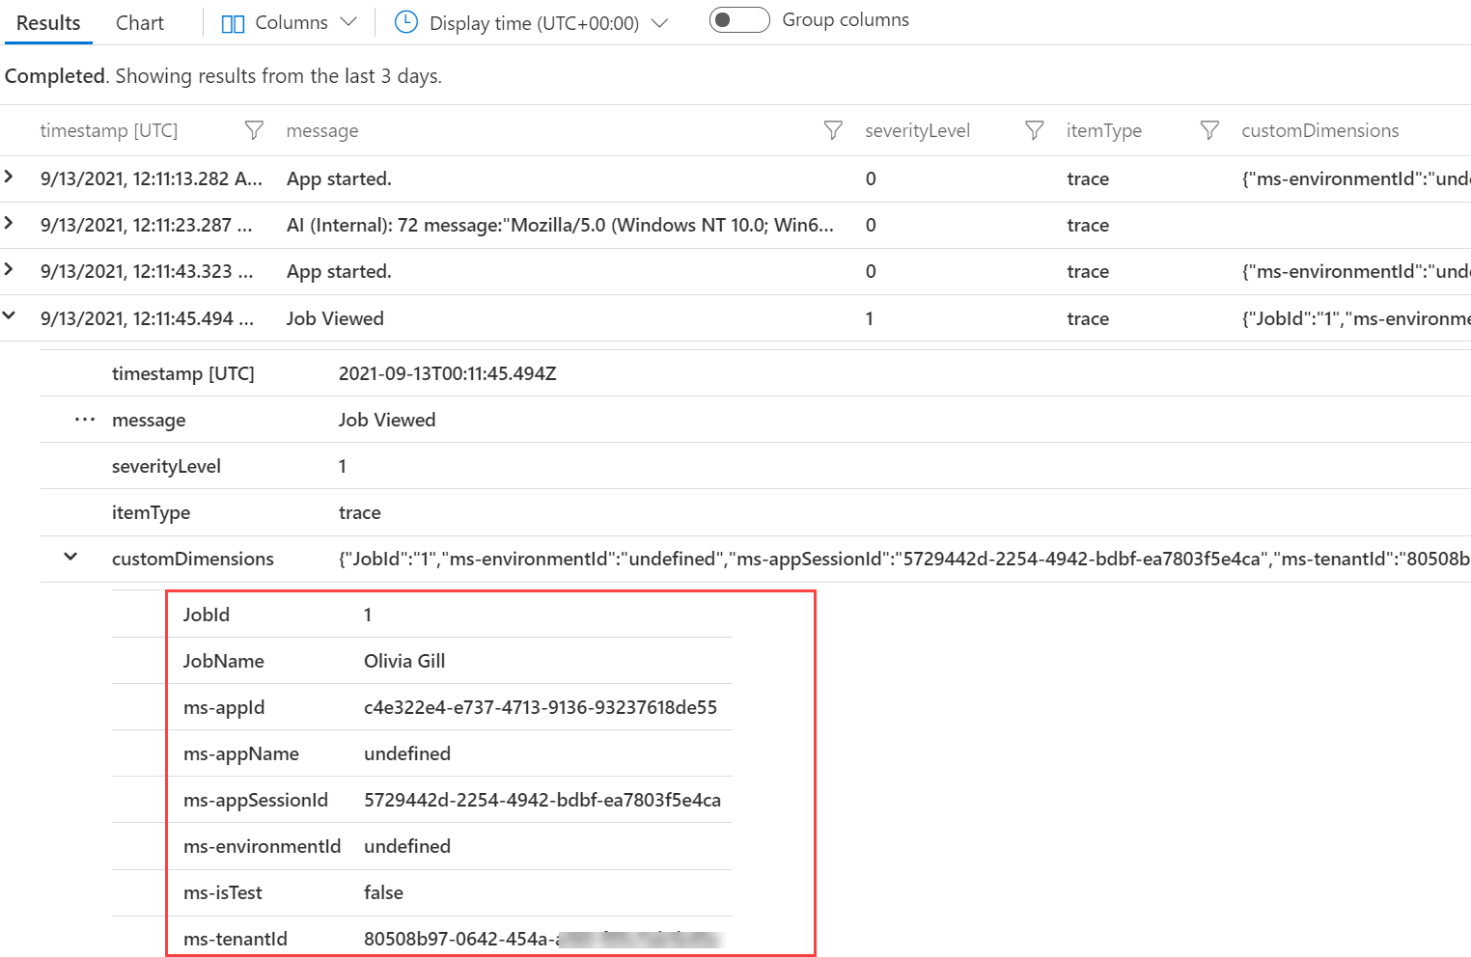 Results Chart Columns Display time (UTC+00:00) Group columns
Completed. Showing results from the last 3 days.
timestamp [UTC] message severityLevel itemType customDimensions
9/13/2021, 12:11:13.282 A... App started. 0 trace {"ms-environmentId":"und
9/13/2021, 12:11:23.287 ... AI (Internal): 72 message:"Mozilla/5.0 (Windows NT 10.0; Win6... 0 trace
9/13/2021, 12:11:43.323 ... App started. 0 trace {"ms-environmentId":"und
9/13/2021, 12:11:45.494 ... Job Viewed 1 trace {"JobId":"1","ms-environme
timestamp [UTC] 2021-09-13T00:11:45.494Z
... message Job Viewed
severityLevel 1
itemType trace
customDimensions {"JobId":"1","ms-environmentId":"undefined","ms-appSessionId":"5729442d-2254-4942-bdbf-ea7803f5e4ca","ms-tenantId":"80508b
JobId 1
JobName Olivia Gill
ms-appId c4e322e4-e737-4713-9136-93237618de55
ms-appName undefined
ms-appSessionId 5729442d-2254-4942-bdbf-ea7803f5e4ca
ms-environmentId undefined
ms-isTest false
ms-tenantId 80508b97-0642-454a-